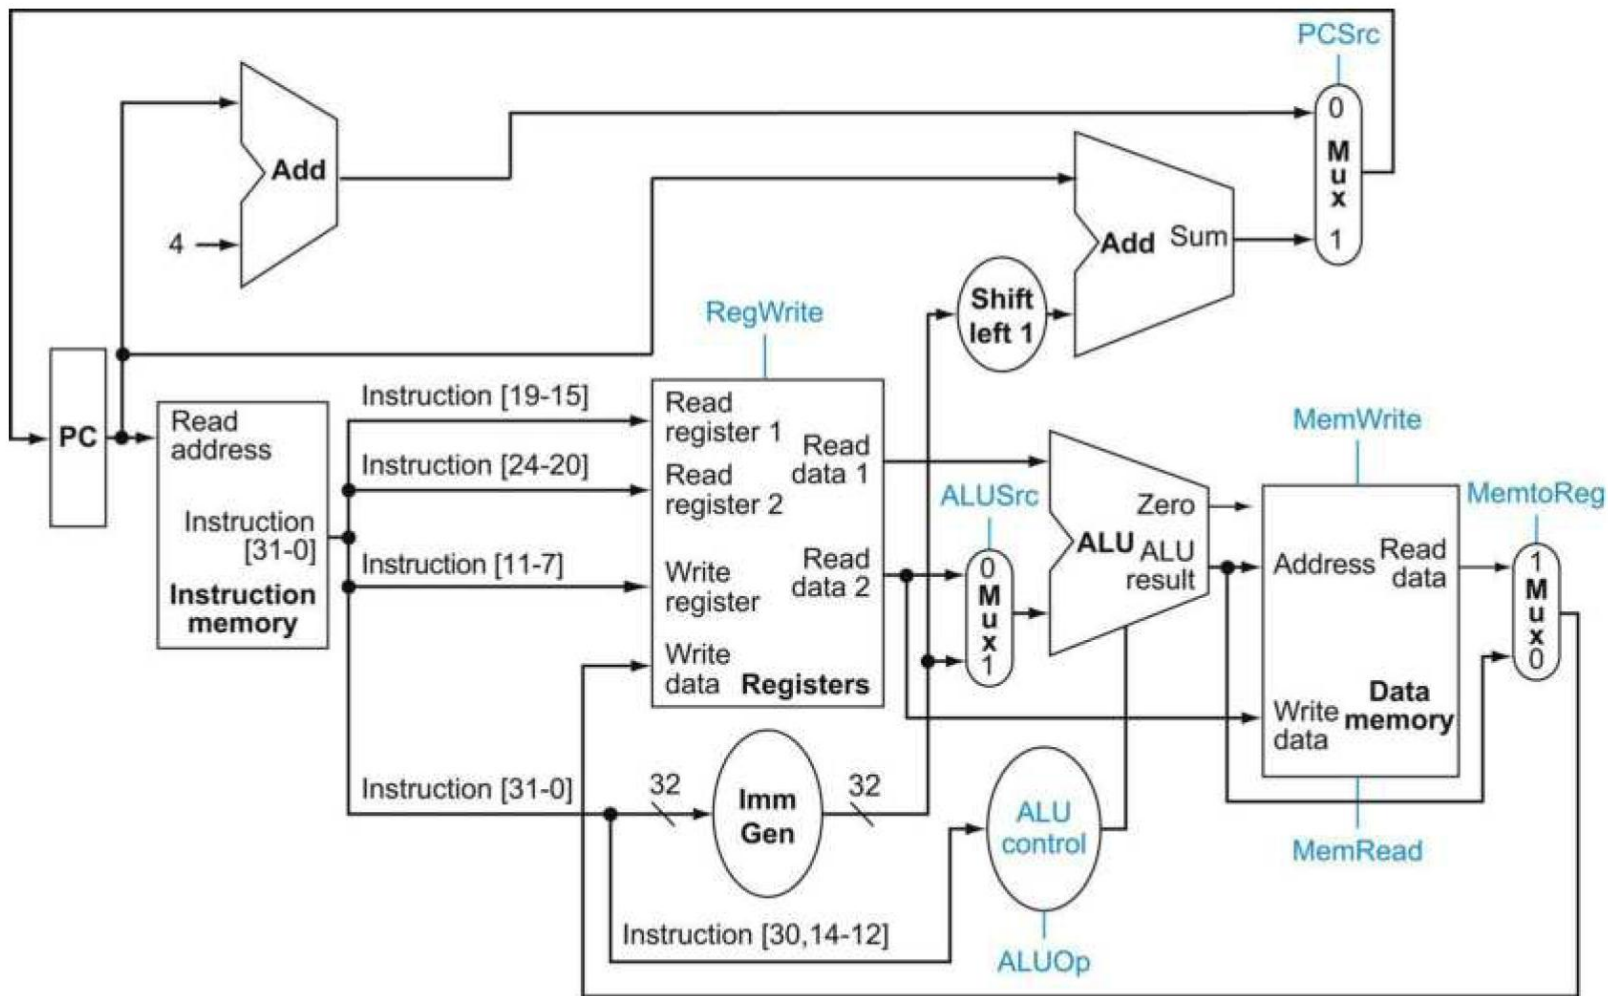 PCSrc
0
Mux
1
Add
4
Add Sum
Shift
left 1
RegWrite
PC
Read
address
Instruction
[31-0]
Instruction
memory
Instruction [19-15]
Instruction [24-20]
Instruction [11-7]
Instruction [31-0]
Instruction [30,14-12]
Read
register 1
Read
register 2
Write
register
Write
data
Read
data 1
Read
data 2
Registers
32
Imm
Gen
32
ALUSrc
0
Mux
1
Zero
ALU
ALU
result
ALU
control
ALUOp
MemWrite
Address
Read
data
Write
data
Data
memory
MemRead
MemtoReg
1
Mux
0